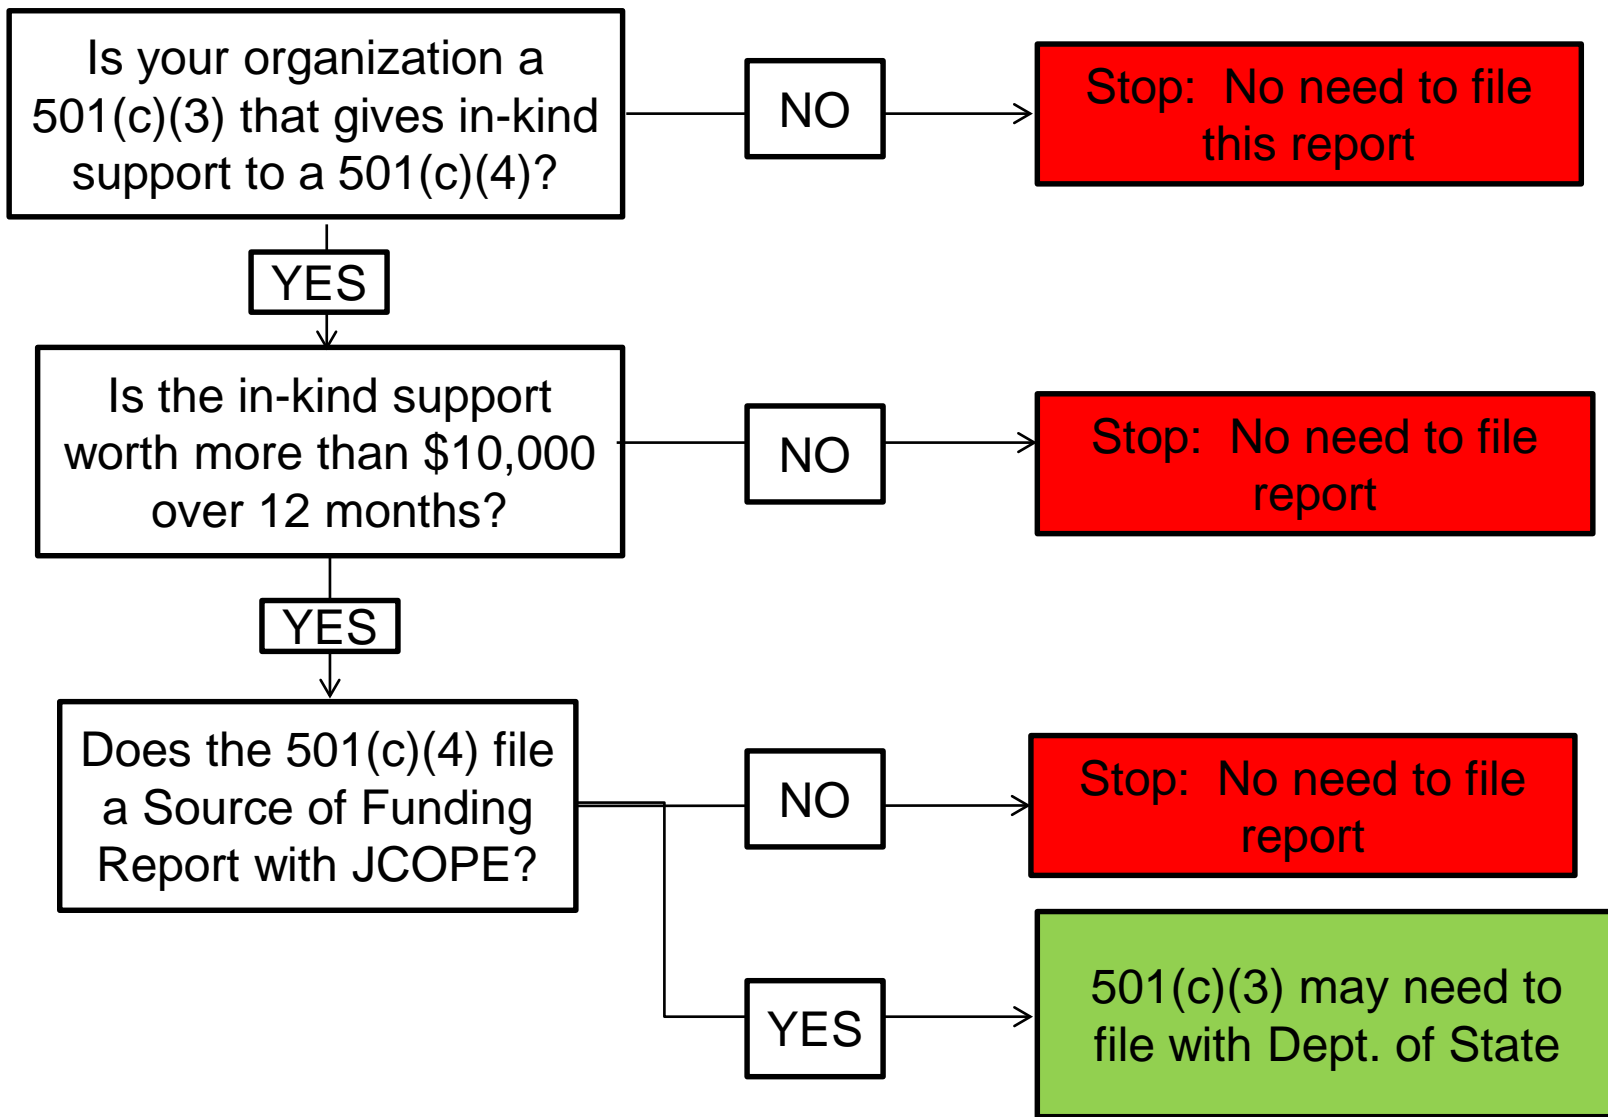 Is your organization a
501(c)(3) that gives in-kind
support to a 501(c)(4)?
NO
Stop:  No need to file
this report
YES
Is the in-kind support
worth more than $10,000
over 12 months?
NO
Stop:  No need to file
report
YES
Does the 501(c)(4) file
a Source of Funding
Report with JCOPE?
NO
Stop:  No need to file
report
YES
501(c)(3) may need to
file with Dept. of State